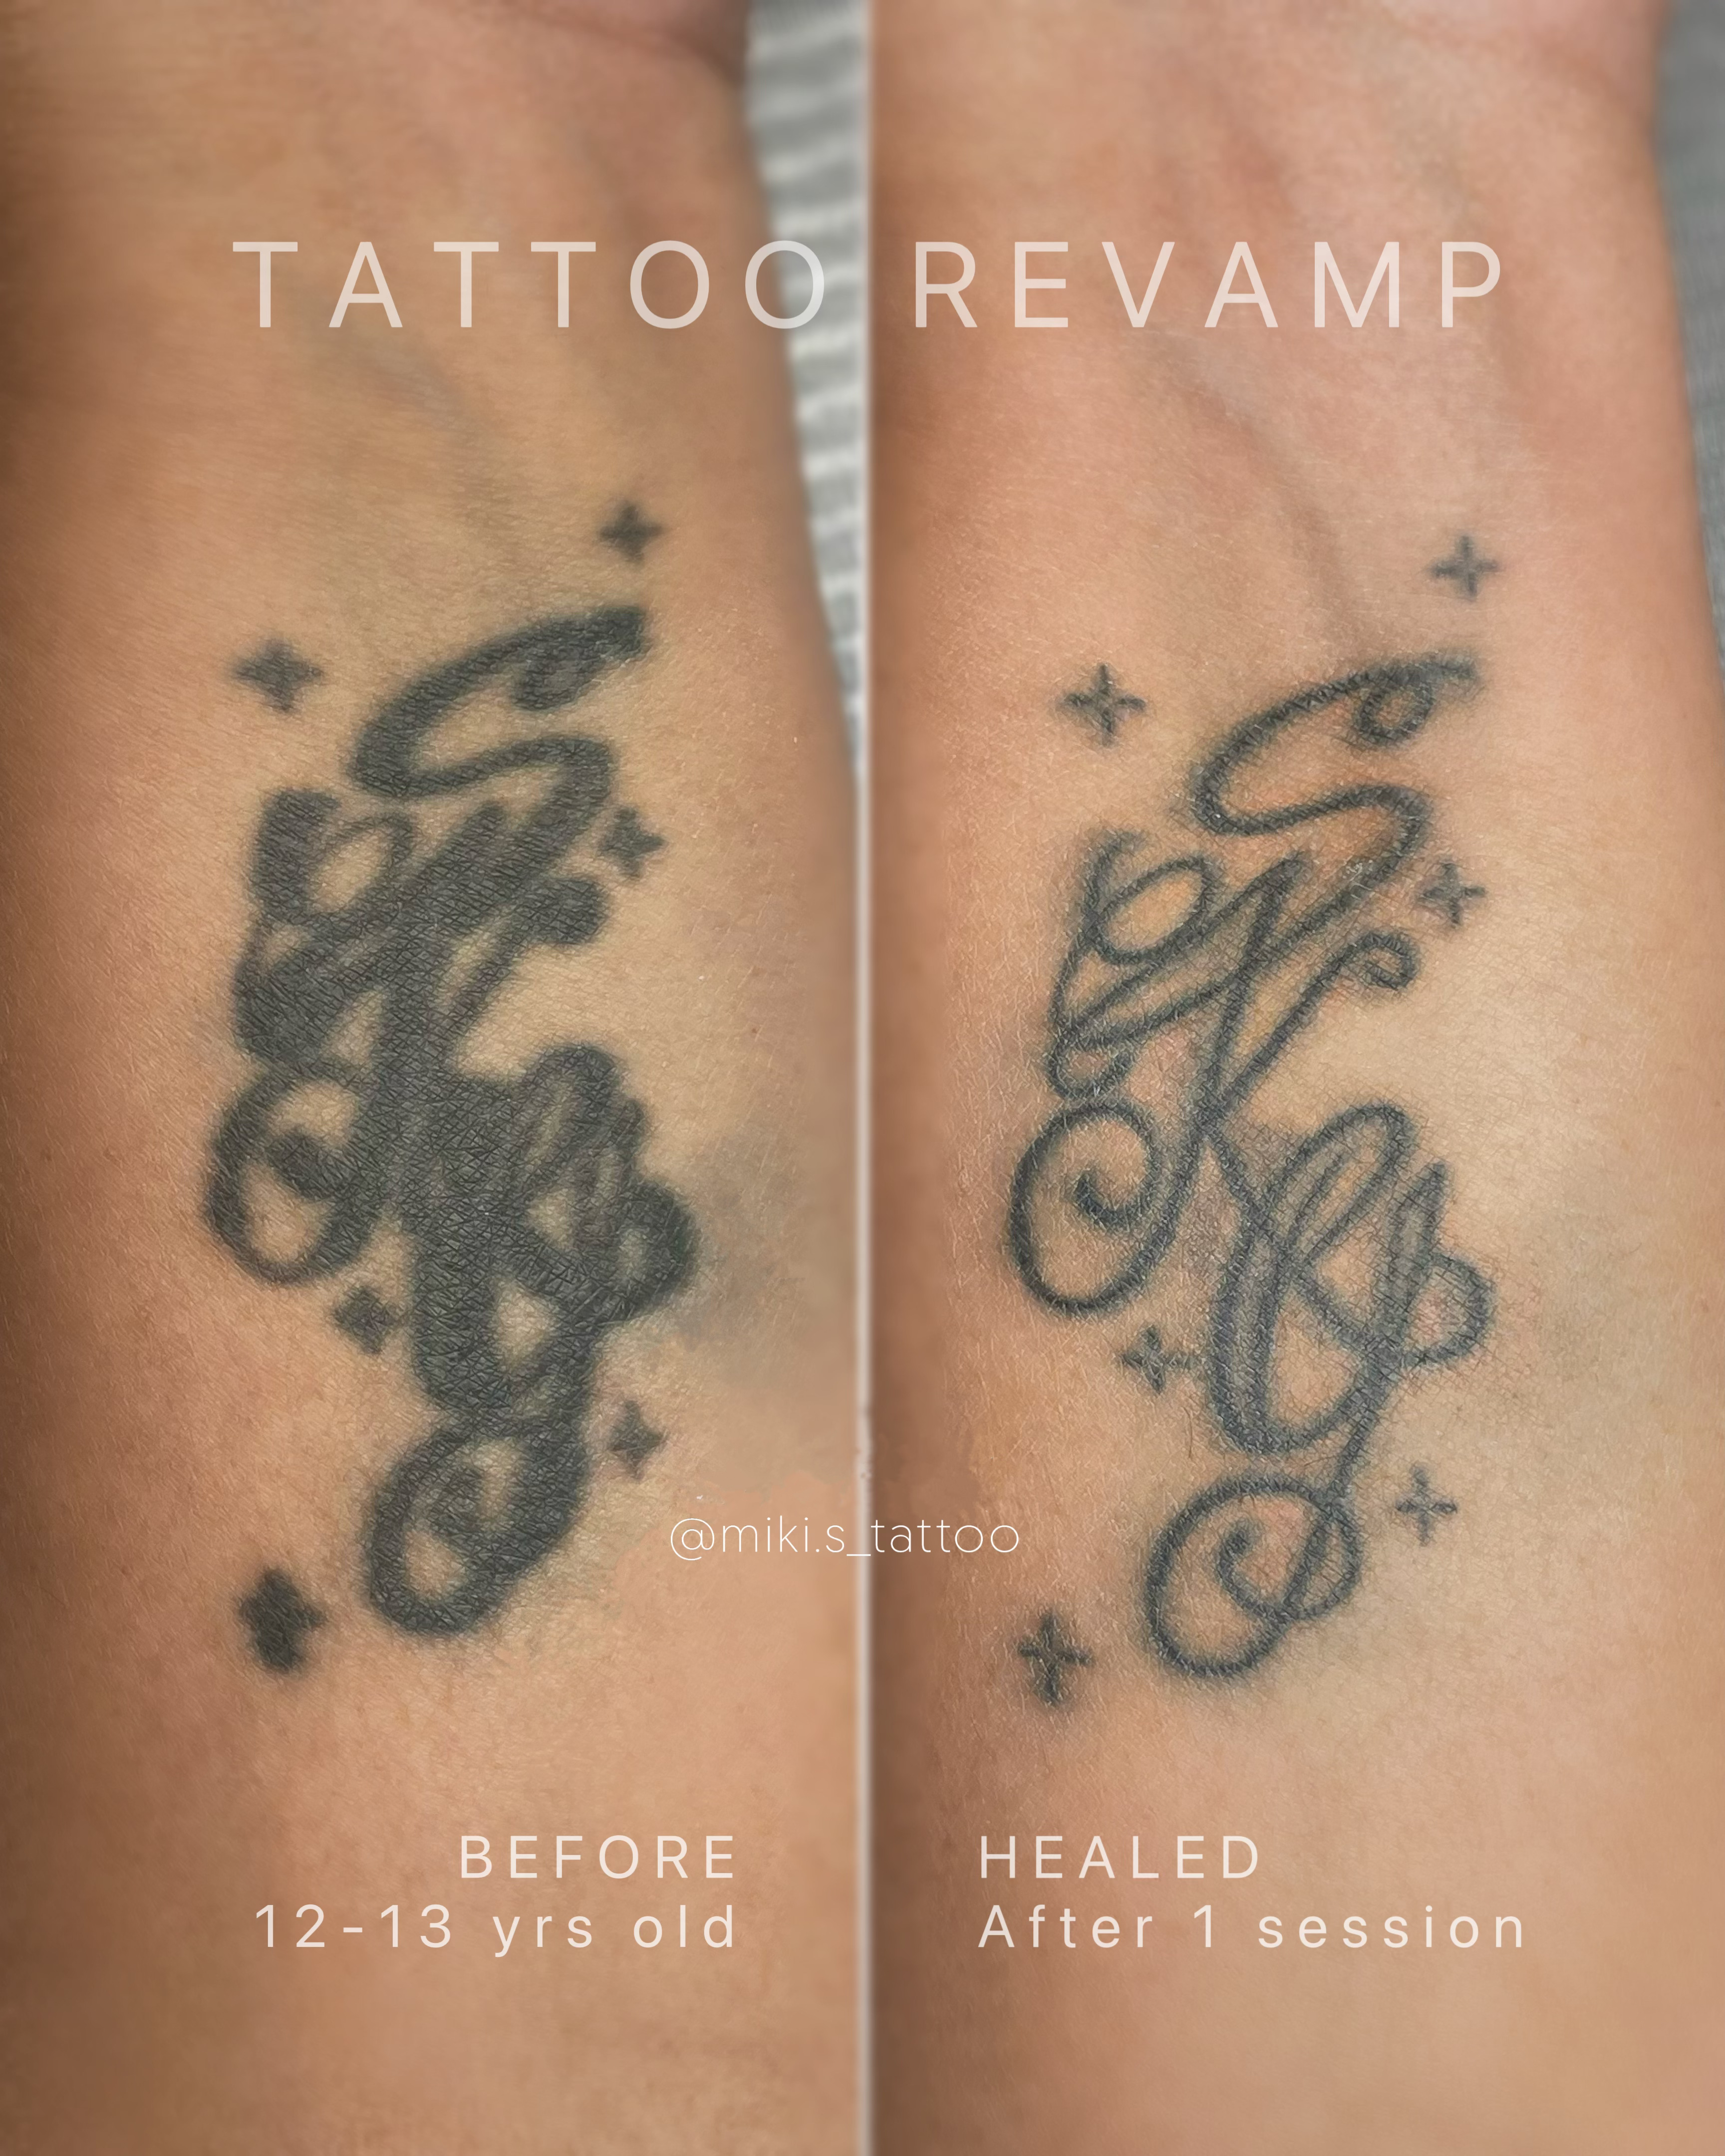 TATTOO REVAMP
@miki.s_tattoo
BEFORE
12-13 yrs old
HEALED
After 1 session